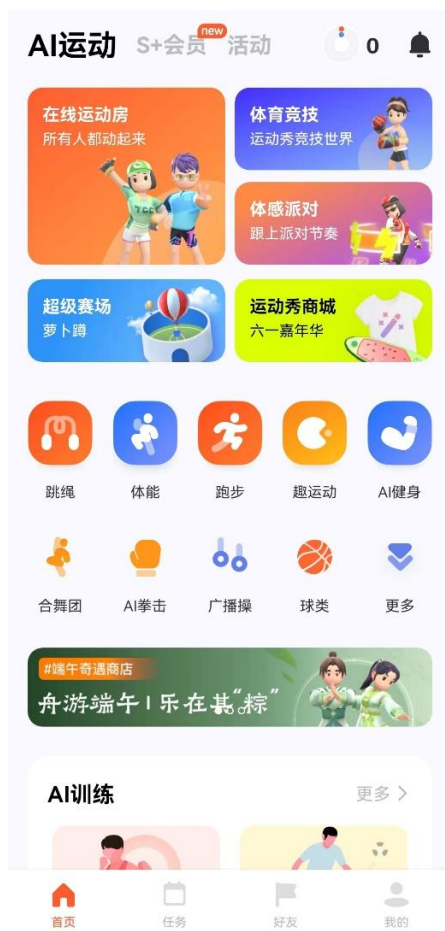 AI运动 S+会员 new 活动 0
在线运动房
所有人都动起来
体育竞技
运动秀竞技世界
体感派对
跟上派对节奏
超级赛场
萝卜蹲
运动秀商城
六一嘉年华
跳绳 体能 跑步 趣运动 AI健身
合舞团 AI拳击 广播操 球类 更多
#端午奇遇商店
舟游端午|乐在其“粽”
AI训练 更多 >
首页 任务 好友 我的